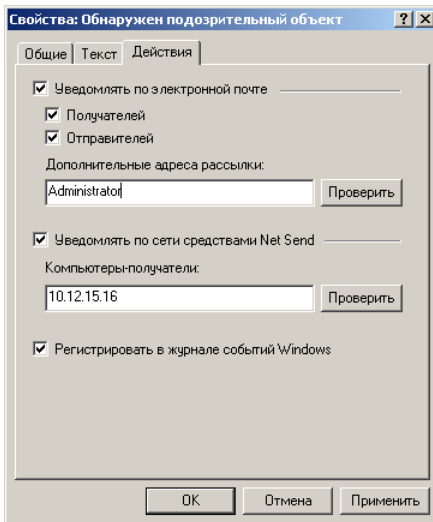 Свойства: Обнаружен подозрительный объект
Общие Текст Действия
Уведомлять по электронной почте
Получателей
Отправителей
Дополнительные адреса рассылки:
Administrator Проверить
Уведомлять по сети средствами Net Send
Компьютеры-получатели:
10.12.15.16 Проверить
Регистрировать в журнале событий Windows
OK Отмена Применить